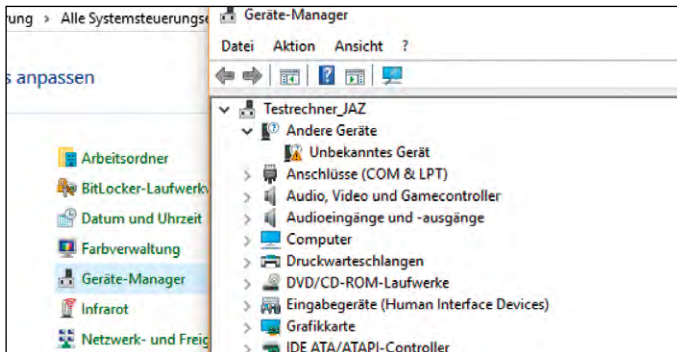 rung > Alle Systemsteuerungse
s anpassen
Arbeitsordner
BitLocker-Laufwerkv
Datum und Uhrzeit
Farbverwaltung
Geräte-Manager
Infrarot
Netzwerk- und Freig
Geräte-Manager
Datei Aktion Ansicht ?
Testrechner_JAZ
Andere Geräte
Unbekanntes Gerät
Anschlüsse (COM & LPT)
Audio, Video und Gamecontroller
Audioeingänge und -ausgänge
Computer
Druckwarteschlangen
DVD/CD-ROM-Laufwerke
Eingabegeräte (Human Interface Devices)
Grafikkarte
IDE ATA/ATAPI-Controller